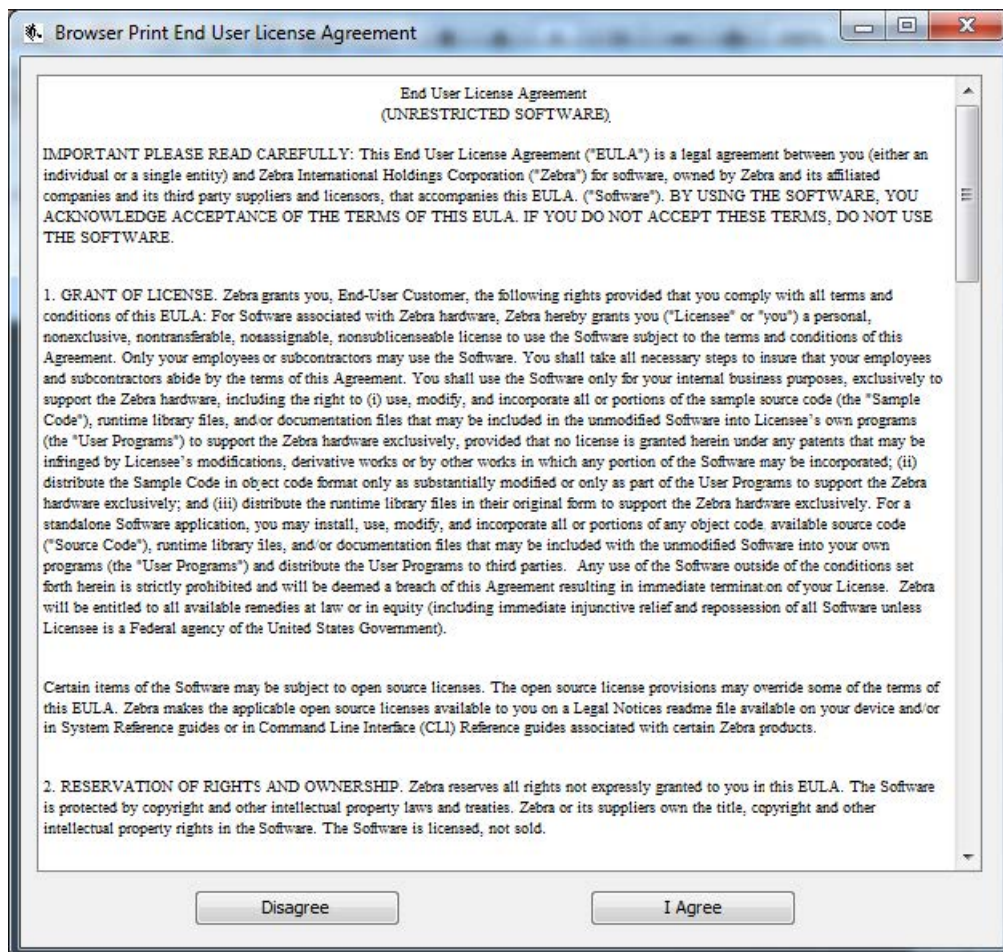 Browser Print End User License Agreement
End User License Agreement
(UNRESTRICTED SOFTWARE)
IMPORTANT PLEASE READ CAREFULLY: This End User License Agreement ("EULA") is a legal agreement between you (either an
individual or a single entity) and Zebra International Holdings Corporation ("Zebra") for software, owned by Zebra and its affiliated
companies and its third party suppliers and licensors, that accompanies this EULA. ("Software"). BY USING THE SOFTWARE, YOU
ACKNOWLEDGE ACCEPTANCE OF THE TERMS OF THIS EULA. IF YOU DO NOT ACCEPT THESE TERMS, DO NOT USE
THE SOFTWARE.
1. GRANT OF LICENSE. Zebra grants you, End-User Customer, the following rights provided that you comply with all terms and
conditions of this EULA: For Software associated with Zebra hardware, Zebra hereby grants you ("Licensee" or "you") a personal,
nonexclusive, nontransferable, nonassignable, nonsublicenseable license to use the Software subject to the terms and conditions of this
Agreement. Only your employees or subcontractors may use the Software. You shall take all necessary steps to insure that your employees
and subcontractors abide by the terms of this Agreement. You shall use the Software only for your internal business purposes, exclusively to
support the Zebra hardware, including the right to (i) use, modify, and incorporate all or portions of the sample source code (the "Sample
Code"), runtime library files, and/or documentation files that may be included in the unmodified Software into Licensee's own programs
(the "User Programs") to support the Zebra hardware exclusively, provided that no license is granted herein under any patents that may be
infringed by Licensee's modifications, derivative works or by other works in which any portion of the Software may be incorporated; (ii)
distribute the Sample Code in object code format only as substantially modified or only as part of the User Programs to support the Zebra
hardware exclusively; and (iii) distribute the runtime library files in their original form to support the Zebra hardware exclusively. For a
standalone Software application, you may install, use, modify, and incorporate all or portions of any object code, available source code
("Source Code"), runtime library files, and/or documentation files that may be included with the unmodified Software into your own
programs (the "User Programs") and distribute the User Programs to third parties. Any use of the Software outside of the conditions set
forth herein is strictly prohibited and will be deemed a breach of this Agreement resulting in immediate termination of your License. Zebra
will be entitled to all available remedies at law or in equity (including immediate injunctive relief and repossession of all Software unless
Licensee is a Federal agency of the United States Government).
Certain items of the Software may be subject to open source licenses. The open source license provisions may override some of the terms of
this EULA. Zebra makes the applicable open source licenses available to you on a Legal Notices readme file available on your device and/or
in System Reference guides or in Command Line Interface (CLI) Reference guides associated with certain Zebra products.
2. RESERVATION OF RIGHTS AND OWNERSHIP. Zebra reserves all rights not expressly granted to you in this EULA. The Software
is protected by copyright and other intellectual property laws and treaties. Zebra or its suppliers own the title, copyright and other
intellectual property rights in the Software. The Software is licensed, not sold.
Disagree
I Agree